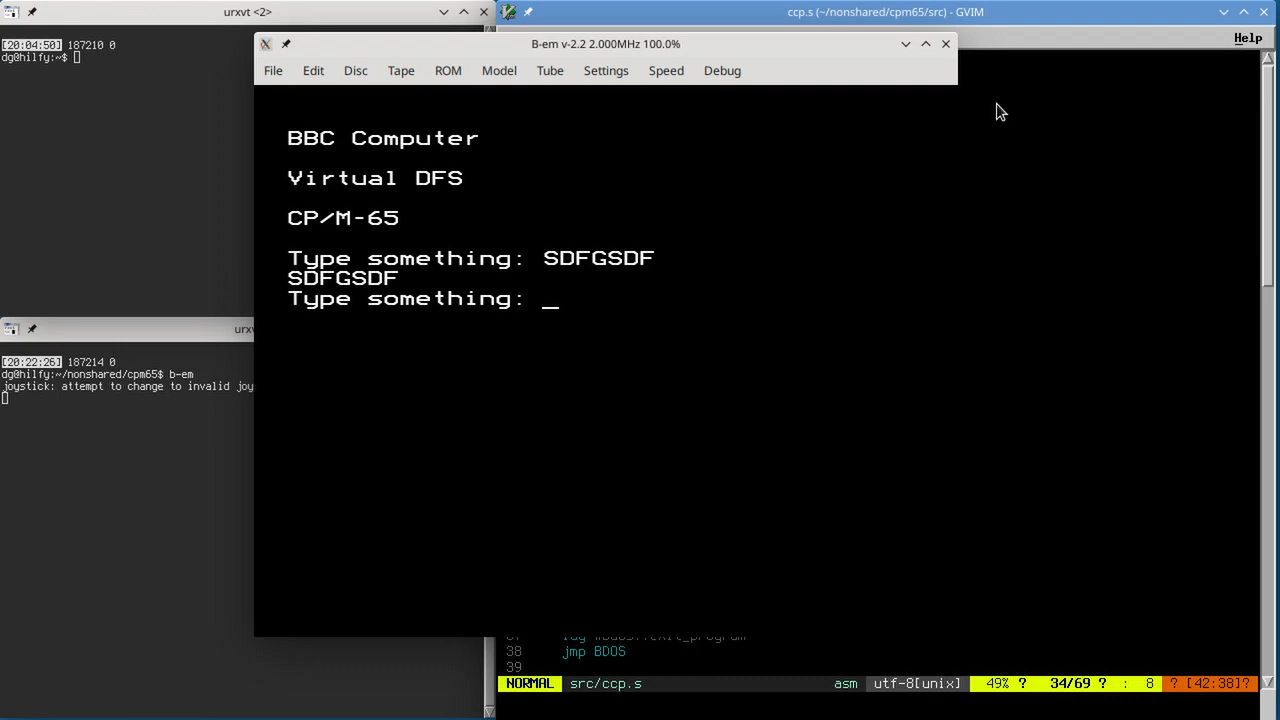 urxvt <2>
ccp.s (~/nonshared/cpm65/src) - GVIM
[20:04:50] 187210 0
dg@hilfy:~$
Help
B-em v-2.2 2.000MHz 100.0%
File Edit Disc Tape ROM Model Tube Settings Speed Debug
BBC Computer
Virtual DFS
CP/M-65
Type something: SDFGSDF
SDFGSDF
Type something: _
urxvt
[20:22:26] 187214 0
dg@hilfy:~/nonshared/cpm65$ b-em
joystick: attempt to change to invalid joy
38 jmp BDOS
39
NORMAL src/ccp.s asm utf-8[unix] 49% ? 34/69 ? : 8 ? [42:38]?